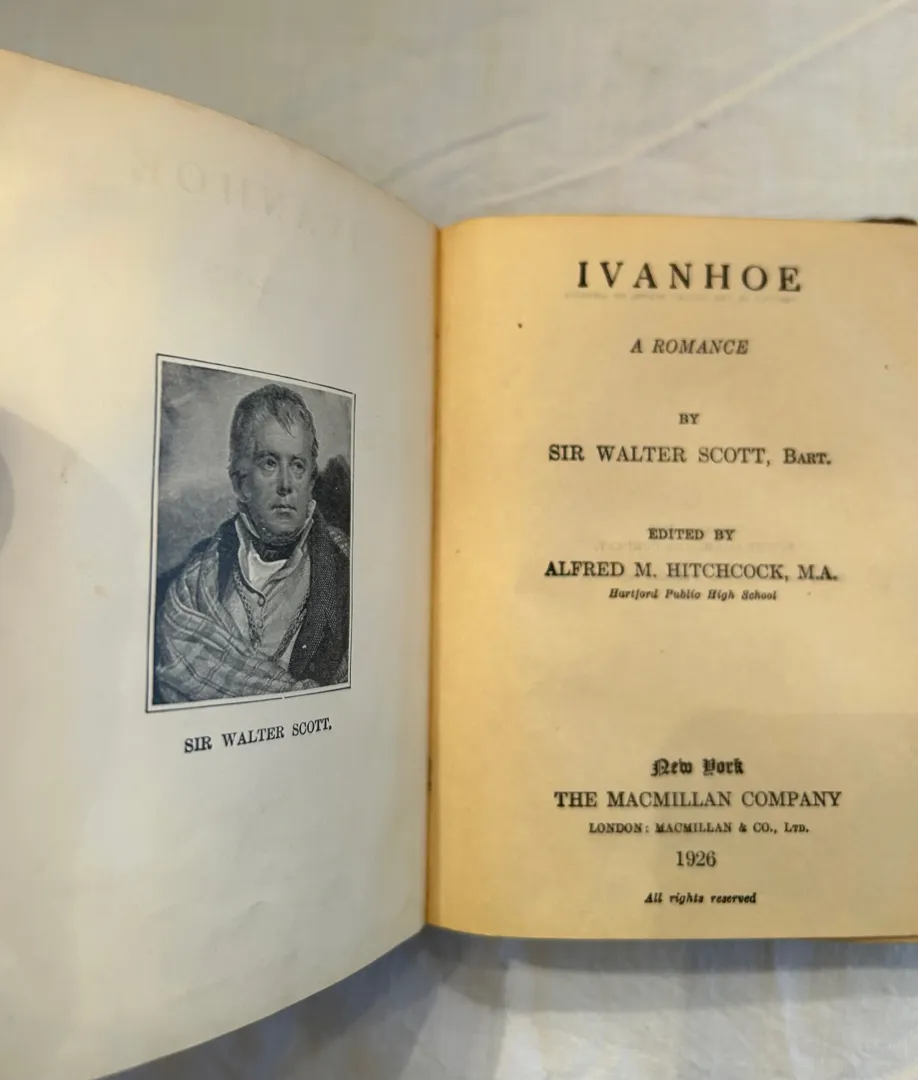 SIR WALTER SCOTT.
IVANHOE
A ROMANCE
BY
SIR WALTER SCOTT, BART.
EDITED BY
ALFRED M. HITCHCOCK, M.A.
Hartford Public High School
New York
THE MACMILLAN COMPANY
LONDON: MACMILLAN & CO., LTD.
1926
All rights reserved